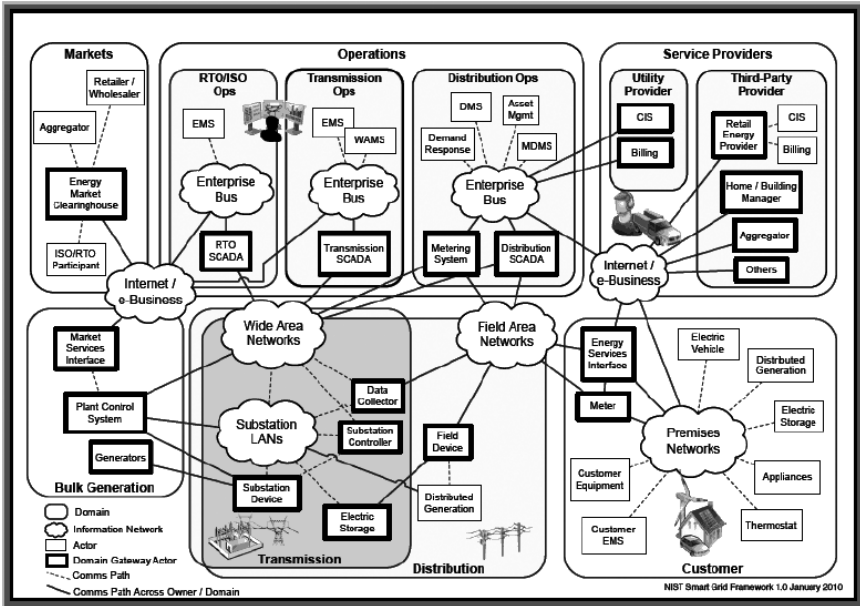 Markets
Retailer /
Wholesaler
Aggregator
Energy
Market
Clearinghouse
ISO/RTO
Participant
Internet /
e-Business
Operations
RTO/ISO
Ops
EMS
Enterprise
Bus
RTO
SCADA
Transmission
Ops
EMS
WAMS
Enterprise
Bus
Transmission
SCADA
Distribution Ops
DMS
Asset
Mgmt
Demand
Response
MDMS
Enterprise
Bus
Metering
System
Distribution
SCADA
Service Providers
Utility
Provider
CIS
Billing
Third-Party
Provider
Retail
Energy
Provider
CIS
Billing
Home / Building
Manager
Aggregator
Others
Internet /
e-Business
Market
Services
Interface
Plant Control
System
Generators
Bulk Generation
Wide Area
Networks
Field Area
Networks
Data
Collector
Substation
LANs
Substation
Controller
Substation
Device
Electric
Storage
Field
Device
Distributed
Generation
Transmission
Distribution
Energy
Services
Interface
Meter
Electric
Vehicle
Distributed
Generation
Electric
Storage
Premises
Networks
Customer
Equipment
Appliances
Customer
EMS
Thermostat
Customer
Domain
Information Network
Actor
Domain Gateway Actor
Comms Path
Comms Path Across Owner / Domain
NIST Smart Grid Framework 1.0 January 2010